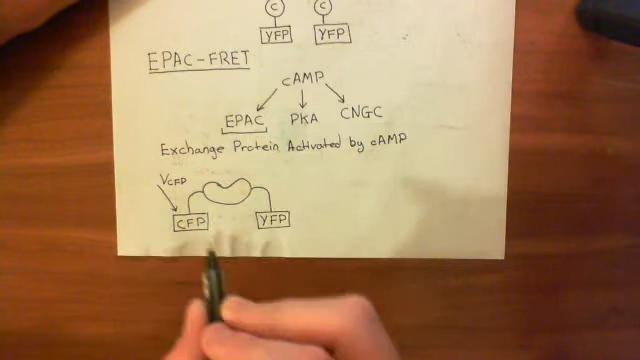 C C
YFP YFP
EPAC-FRET
cAMP
EPAC PKA CNGC
Exchange Protein Activated by cAMP
VCFP
CFP YFP